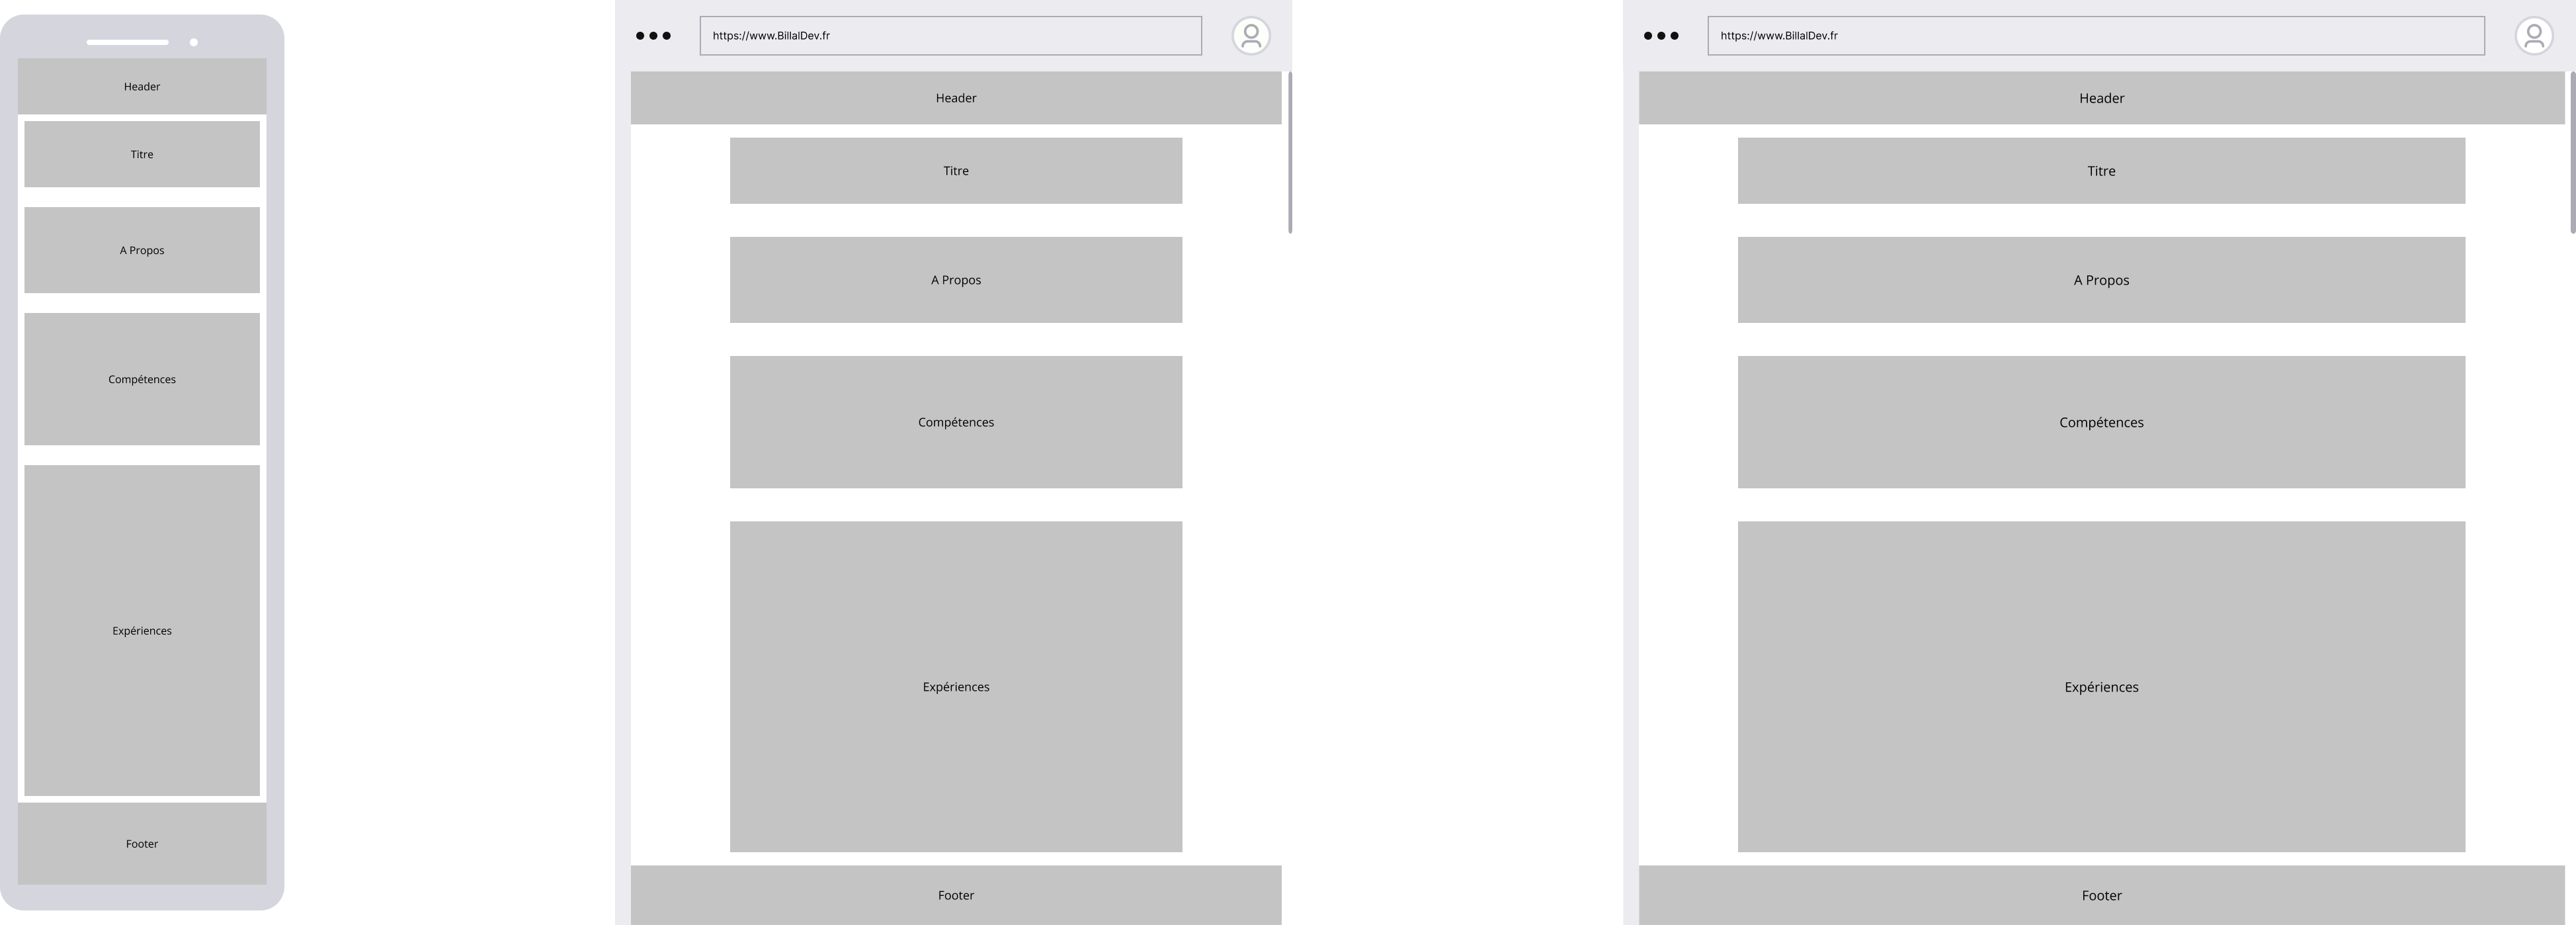 Header
Titre
A Propos
Compétences
Expériences
Footer
https://www.BillalDev.fr
Header
Titre
A Propos
Compétences
Expériences
Footer
https://www.BillalDev.fr
Header
Titre
A Propos
Compétences
Expériences
Footer